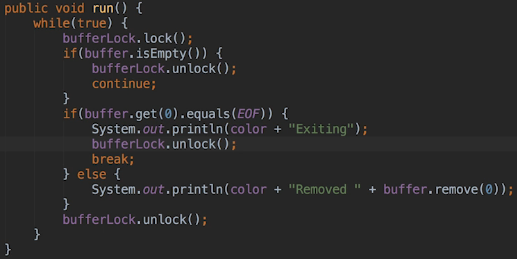 public void run() {
    while(true) {
        bufferLock.lock();
        if(buffer.isEmpty()) {
            bufferLock.unlock();
            continue;
        }
        if(buffer.get(0).equals(EOF)) {
            System.out.println(color + "Exiting");
            bufferLock.unlock();
            break;
        } else {
            System.out.println(color + "Removed " + buffer.remove(0));
        }
        bufferLock.unlock();
    }
}